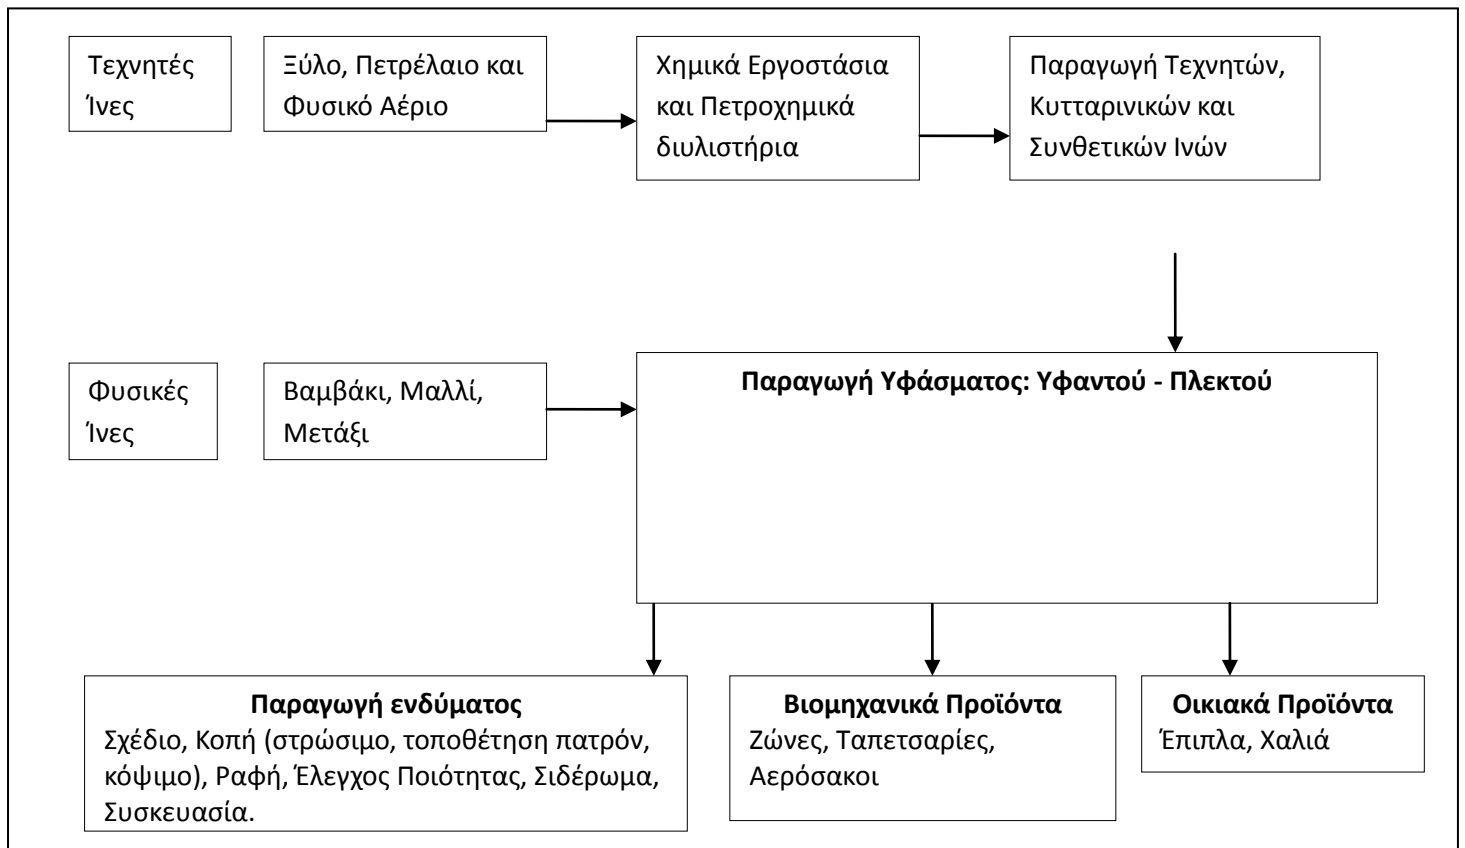 Τεχνητές
Ίνες
Ξύλο, Πετρέλαιο και
Φυσικό Αέριο
Χημικά Εργοστάσια
και Πετροχημικά
διυλιστήρια
Παραγωγή Τεχνητών,
Κυτταρινικών και
Συνθετικών Ινών
Φυσικές
Ίνες
Βαμβάκι, Μαλλί,
Μετάξι
Παραγωγή Υφάσματος: Υφαντού - Πλεκτού
Παραγωγή ενδύματος
Σχέδιο, Κοπή (στρώσιμο, τοποθέτηση πατρόν,
κόψιμο), Ραφή, Έλεγχος Ποιότητας, Σιδέρωμα,
Συσκευασία.
Βιομηχανικά Προϊόντα
Ζώνες, Ταπετσαρίες,
Αερόσακοι
Οικιακά Προϊόντα
Έπιπλα, Χαλιά